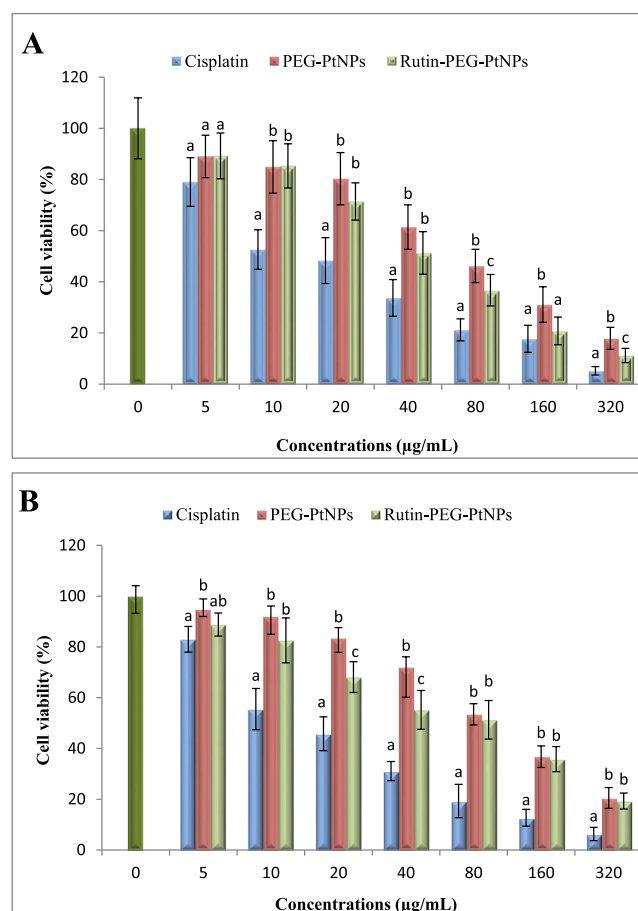 A
Cisplatin PEG-PtNPs Rutin-PEG-PtNPs
120
100
80
60
40
20
0
Cell viability (%)
a a a
a b b
a b b
a b b
a b c
a b a
a b c
0 5 10 20 40 80 160 320
Concentrations (µg/mL)
B
Cisplatin PEG-PtNPs Rutin-PEG-PtNPs
120
100
80
60
40
20
0
Cell viability (%)
a b ab
a b b
a b c
a b c
a b b
a b b
a b b
0 5 10 20 40 80 160 320
Concentrations (µg/mL)